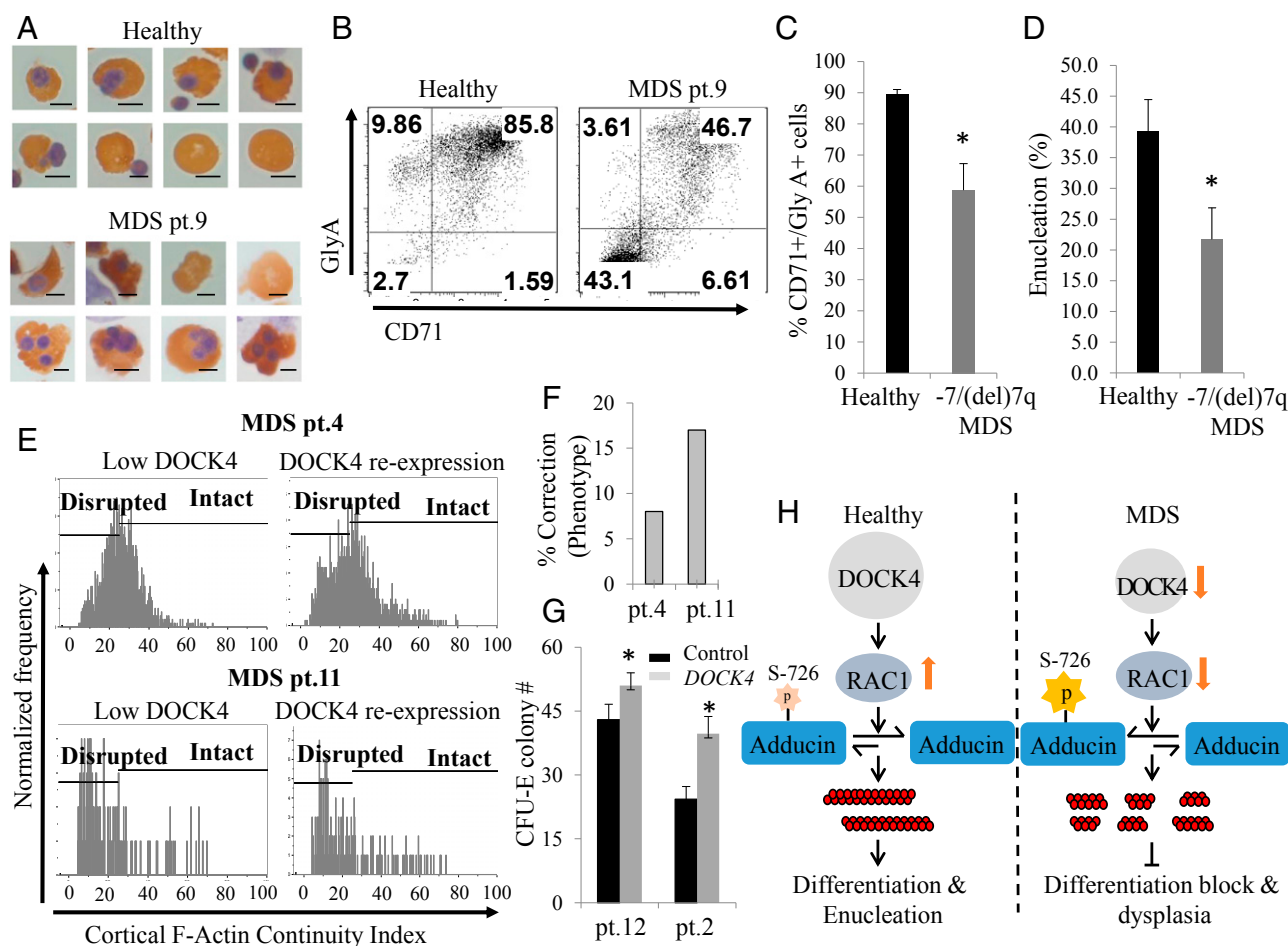 A
Healthy
MDS pt.9
B
Healthy
MDS pt.9
9.86
85.8
3.61
46.7
2.7
1.59
43.1
6.61
GlyA
CD71
C
% CD71+/Gly A+ cells
100
90
80
70
60
50
40
30
20
10
0
Healthy
-7/(del)7q
MDS
*
D
Enucleation (%)
45.0
40.0
35.0
30.0
25.0
20.0
15.0
10.0
5.0
0.0
Healthy
-7/(del)7q
MDS
*
E
MDS pt.4
Low DOCK4
DOCK4 re-expression
Disrupted
Intact
Disrupted
Intact
0 20 40 60 80 100
0 20 40 60 80 100
MDS pt.11
Low DOCK4
DOCK4 re-expression
Disrupted
Intact
Disrupted
Intact
0 20 40 60 80 100
0 20 40 60 80 100
Normalized frequency
Cortical F-Actin Continuity Index
F
% Correction
(Phenotype)
20
15
10
5
0
pt.4
pt.11
G
CFU-E colony #
60
45
30
15
0
Control
DOCK4
*
*
pt.12
pt.2
H
Healthy
MDS
DOCK4
DOCK4
S-726
p
RAC1
S-726
p
RAC1
Adducin
Adducin
Adducin
Adducin
Differentiation &
Enucleation
Differentiation block &
dysplasia